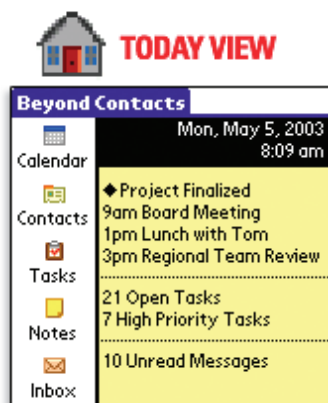 TODAY VIEW
Beyond Contacts
Mon, May 5, 2003
8:09 am
Calendar
Contacts
Tasks
Notes
Inbox
◆ Project Finalized
9am Board Meeting
1pm Lunch with Tom
3pm Regional Team Review
21 Open Tasks
7 High Priority Tasks
10 Unread Messages